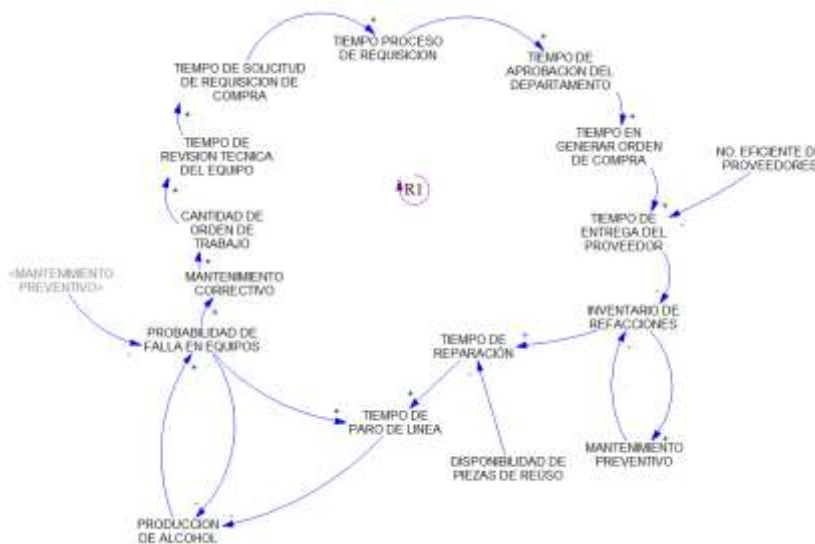 TIEMPO PROCESO
DE REQUISICION
TIEMPO DE SOLICITUD
DE REQUISICION DE
COMPRA
TIEMPO DE
APROBACION DEL
DEPARTAMENTO
TIEMPO DE
REVISION TECNICA
DEL EQUIPO
TIEMPO EN
GENERAR ORDEN
DE COMPRA
NO. EFICIENTE DE
PROVEEDORES
R1
CANTIDAD DE
ORDEN DE
TRABAJO
TIEMPO DE
ENTREGA DEL
PROVEEDOR
<MANTENIMIENTO
PREVENTIVO>
MANTENIMIENTO
CORRECTIVO
INVENTARIO DE
REFACCIONES
PROBABILIDAD DE
FALLA EN EQUIPOS
TIEMPO DE
REPARACIÓN
TIEMPO DE
PARO DE LINEA
MANTENIMIENTO
PREVENTIVO
DISPONIBILIDAD DE
PIEZAS DE REÚSO
PRODUCCION
DE ALCOHOL